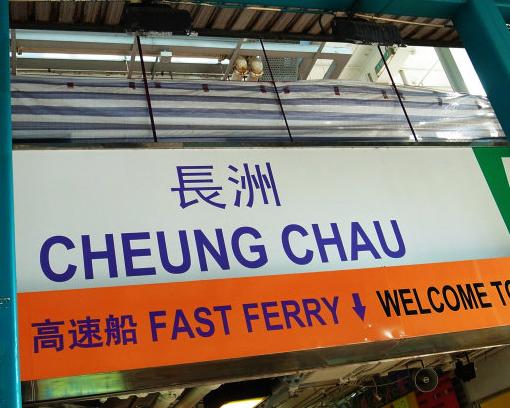 長洲
CHEUNG CHAU
高速船 FAST FERRY ↓ WELCOME TO